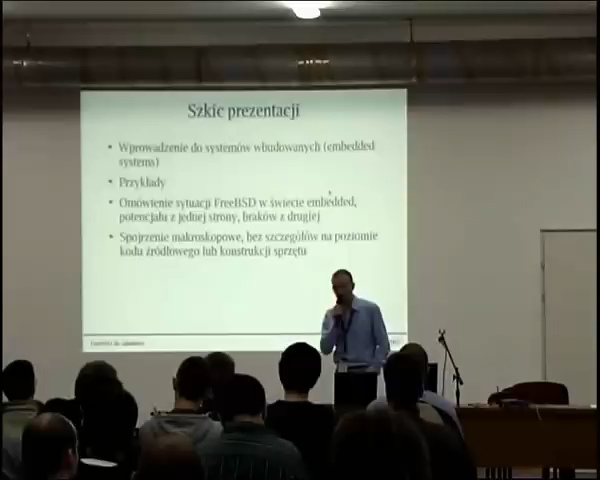 Szkic prezentacji
• Wprowadzenie do systemów wbudowanych (embedded
systems)
• Przykłady
• Omówienie sytuacji FreeBSD w świecie embedded,
potencjału z jednej strony, braków z drugiej
• Spojrzenie makroskopowe, bez szczegółów na poziomie
kodu źródłowego lub konstrukcji sprzętu